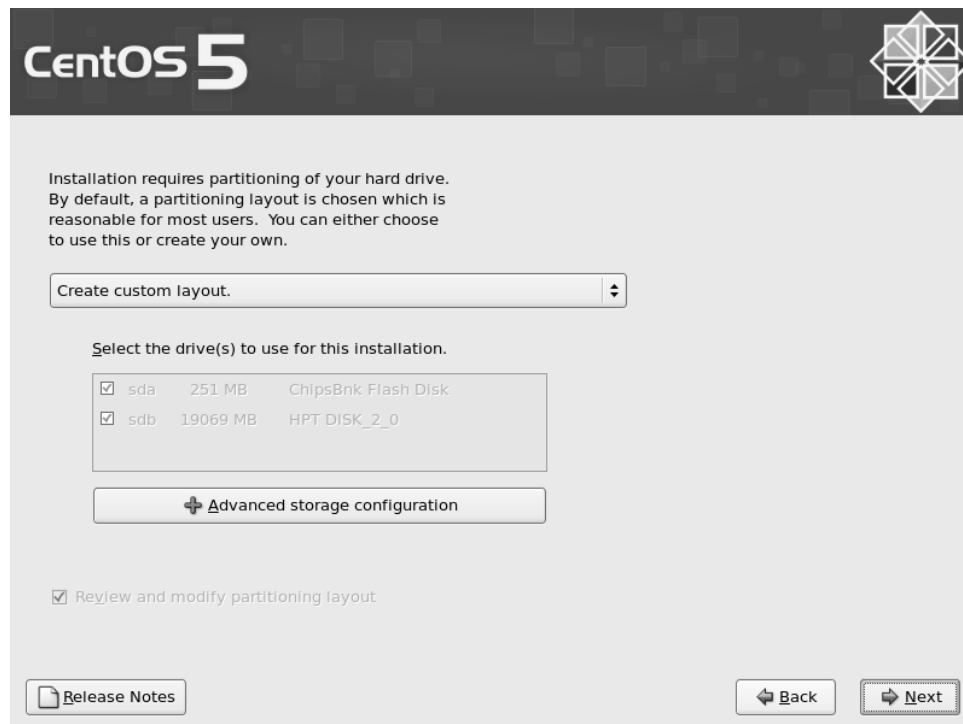 CentOS 5
Installation requires partitioning of your hard drive.
By default, a partitioning layout is chosen which is
reasonable for most users. You can either choose
to use this or create your own.
Create custom layout.
Select the drive(s) to use for this installation.
sda 251 MB ChipsBnk Flash Disk
sdb 19069 MB HPT DISK_2_0
Advanced storage configuration
Review and modify partitioning layout
Release Notes
Back
Next